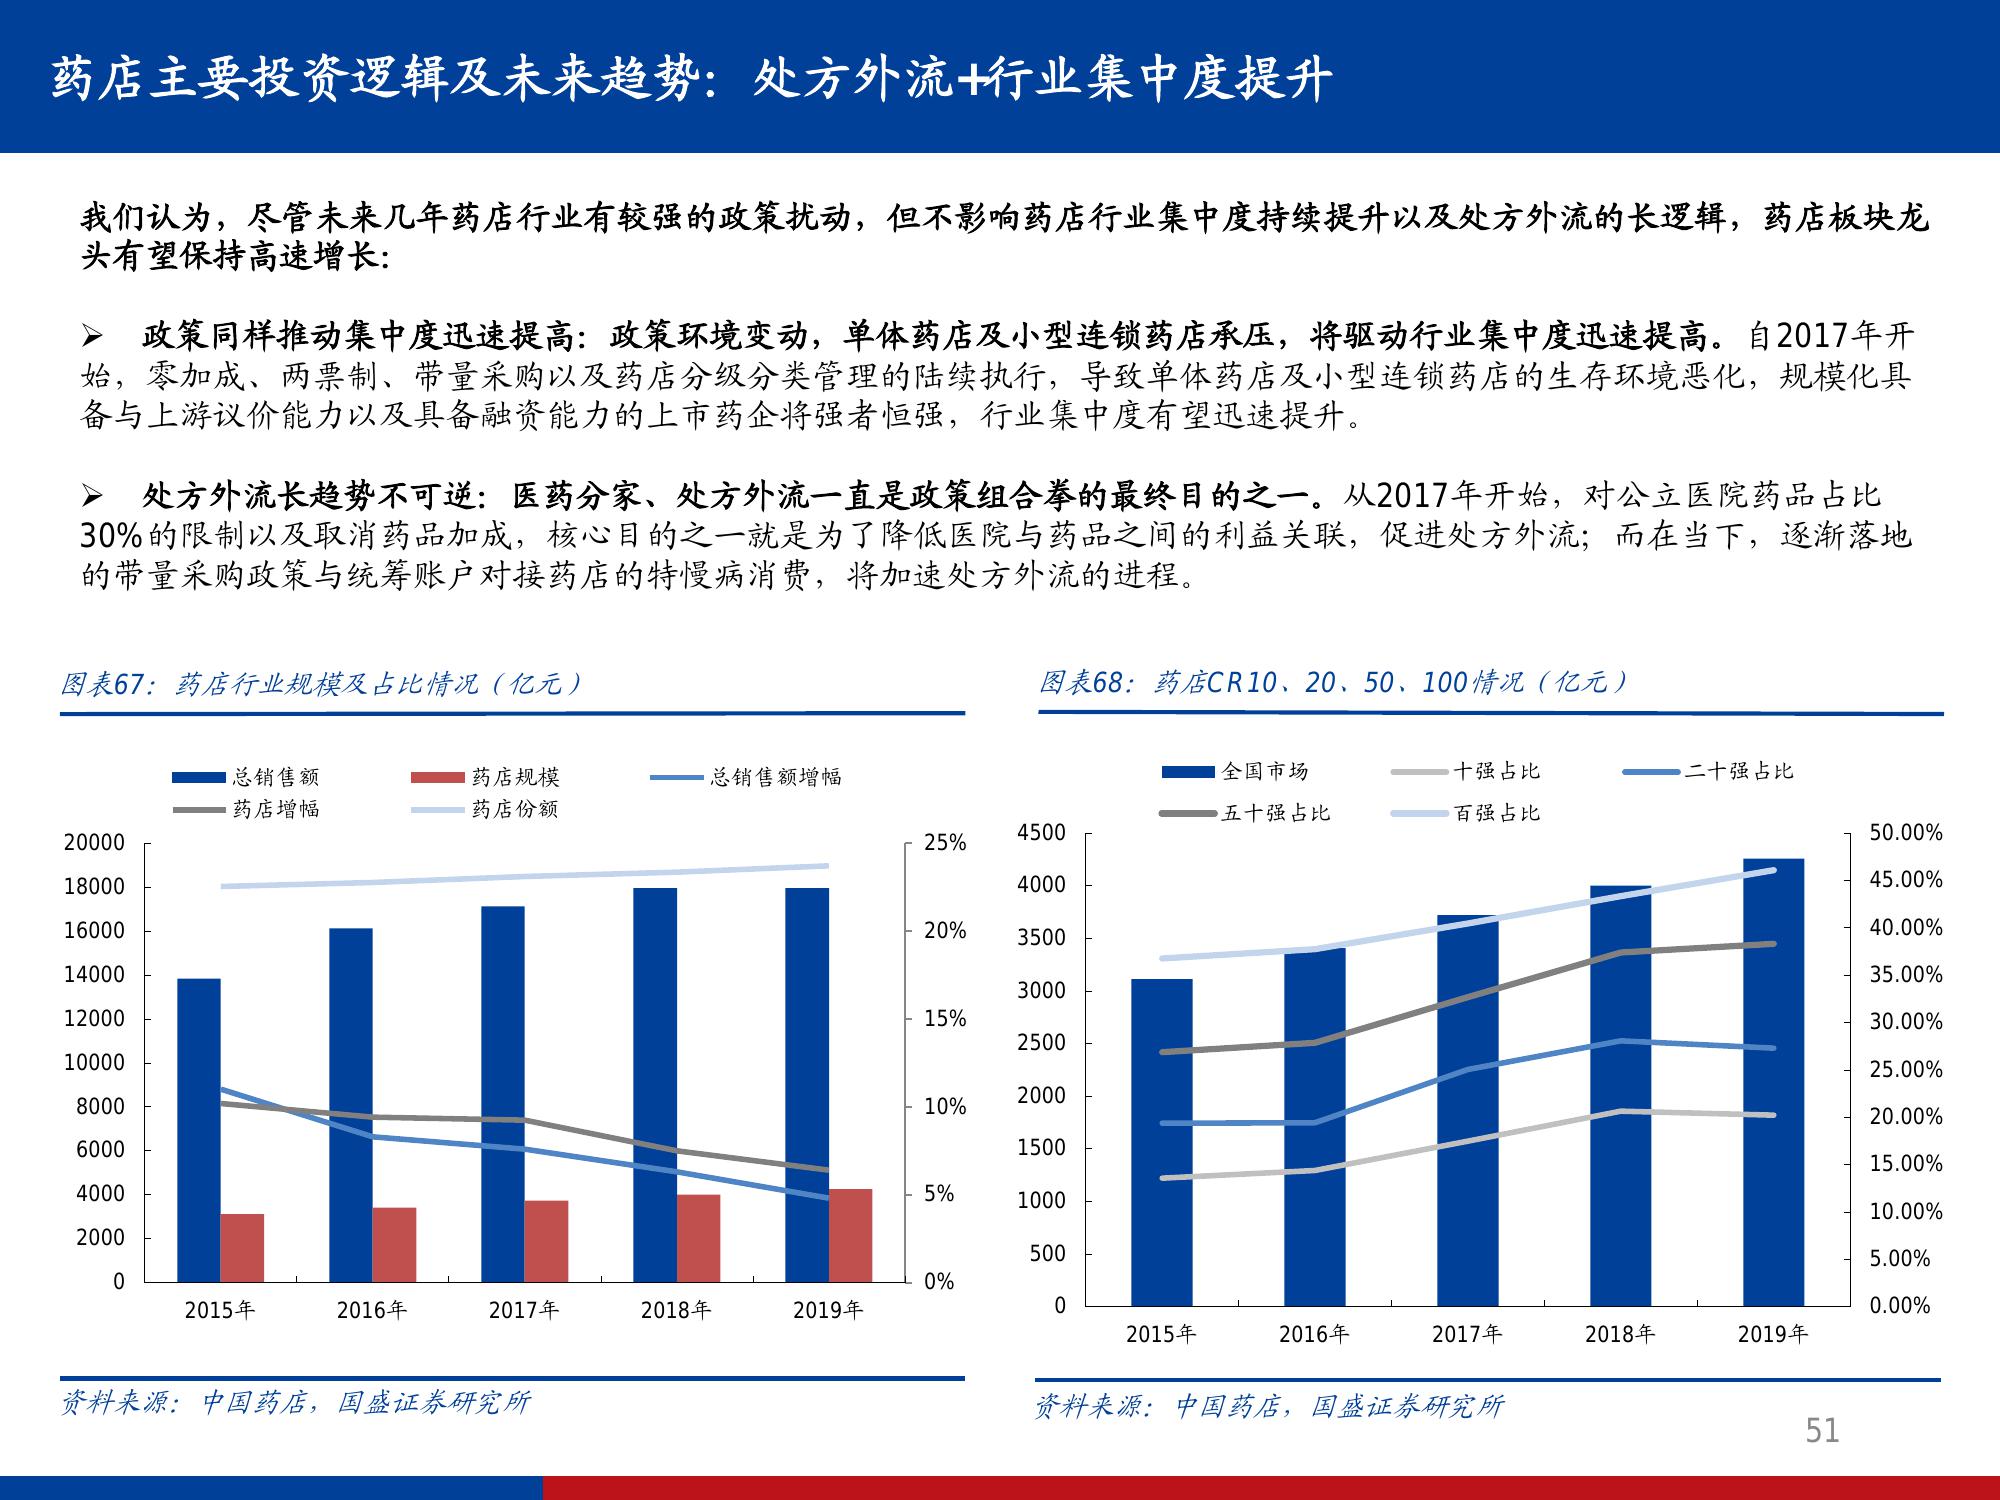 药店主要投资逻辑及未来趋势：处方外流+行业集中度提升
我们认为，尽管未来几年药店行业有较强的政策扰动，但不影响药店行业集中度持续提升以及处方外流的长逻辑，药店板块龙
头有望保持高速增长：
➢ 政策同样推动集中度迅速提高：政策环境变动，单体药店及小型连锁药店承压，将驱动行业集中度迅速提高。自2017年开
始，零加成、两票制、带量采购以及药店分级分类管理的陆续执行，导致单体药店及小型连锁药店的生存环境恶化，规模化具
备与上游议价能力以及具备融资能力的上市药企将强者恒强，行业集中度有望迅速提升。
➢ 处方外流长趋势不可逆：医药分家、处方外流一直是政策组合拳的最终目的之一。从2017年开始，对公立医院药品占比
30%的限制以及取消药品加成，核心目的之一就是为了降低医院与药品之间的利益关联，促进处方外流；而在当下，逐渐落地
的带量采购政策与统筹账户对接药店的特慢病消费，将加速处方外流的进程。
图表67：药店行业规模及占比情况（亿元）
总销售额 药店规模 总销售额增幅
药店增幅 药店份额
20000 25%
18000
16000 20%
14000
12000 15%
10000
8000 10%
6000
4000 5%
2000
0 0%
2015年 2016年 2017年 2018年 2019年
资料来源：中国药店，国盛证券研究所
图表68：药店CR10、20、50、100情况（亿元）
全国市场 十强占比 二十强占比
五十强占比 百强占比
4500 50.00%
4000 45.00%
3500 40.00%
3000 35.00%
2500 30.00%
2000 25.00%
1500 20.00%
1000 15.00%
500 10.00%
0 5.00%
0.00%
2015年 2016年 2017年 2018年 2019年
资料来源：中国药店，国盛证券研究所
51